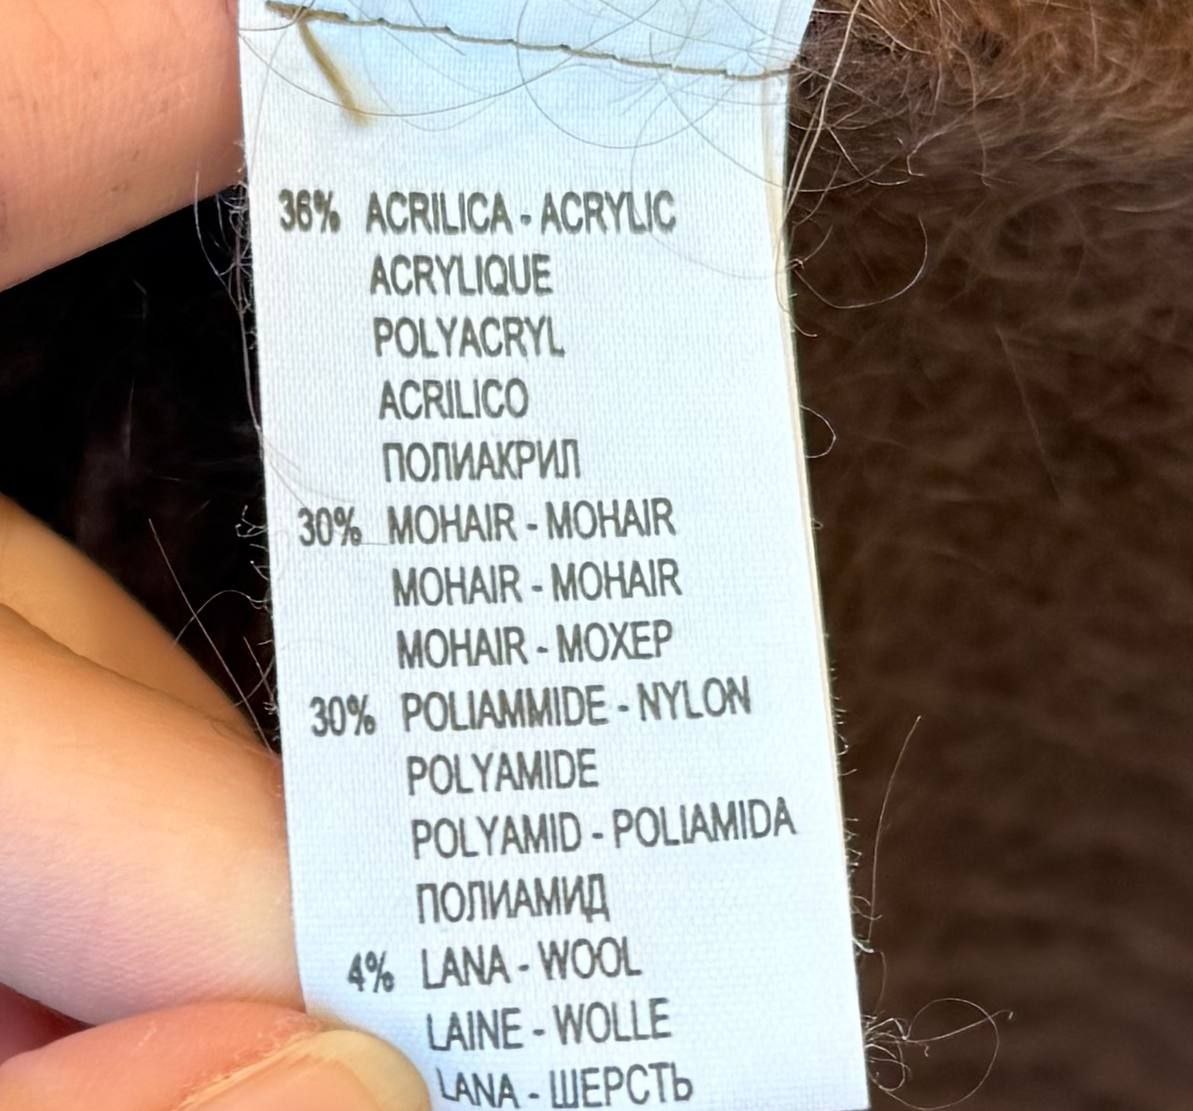 36% ACRILICA - ACRYLIC
ACRYLIQUE
POLYACRYL
ACRILICO
ПОЛИАКРИЛ
30% MOHAIR - MOHAIR
MOHAIR - MOHAIR
MOHAIR - МОХЕР
30% POLIAMMIDE - NYLON
POLYAMIDE
POLYAMID - POLIAMIDA
ПОЛИАМИД
4% LANA - WOOL
LAINE - WOLLE
LANA - ШЕРСТЬ